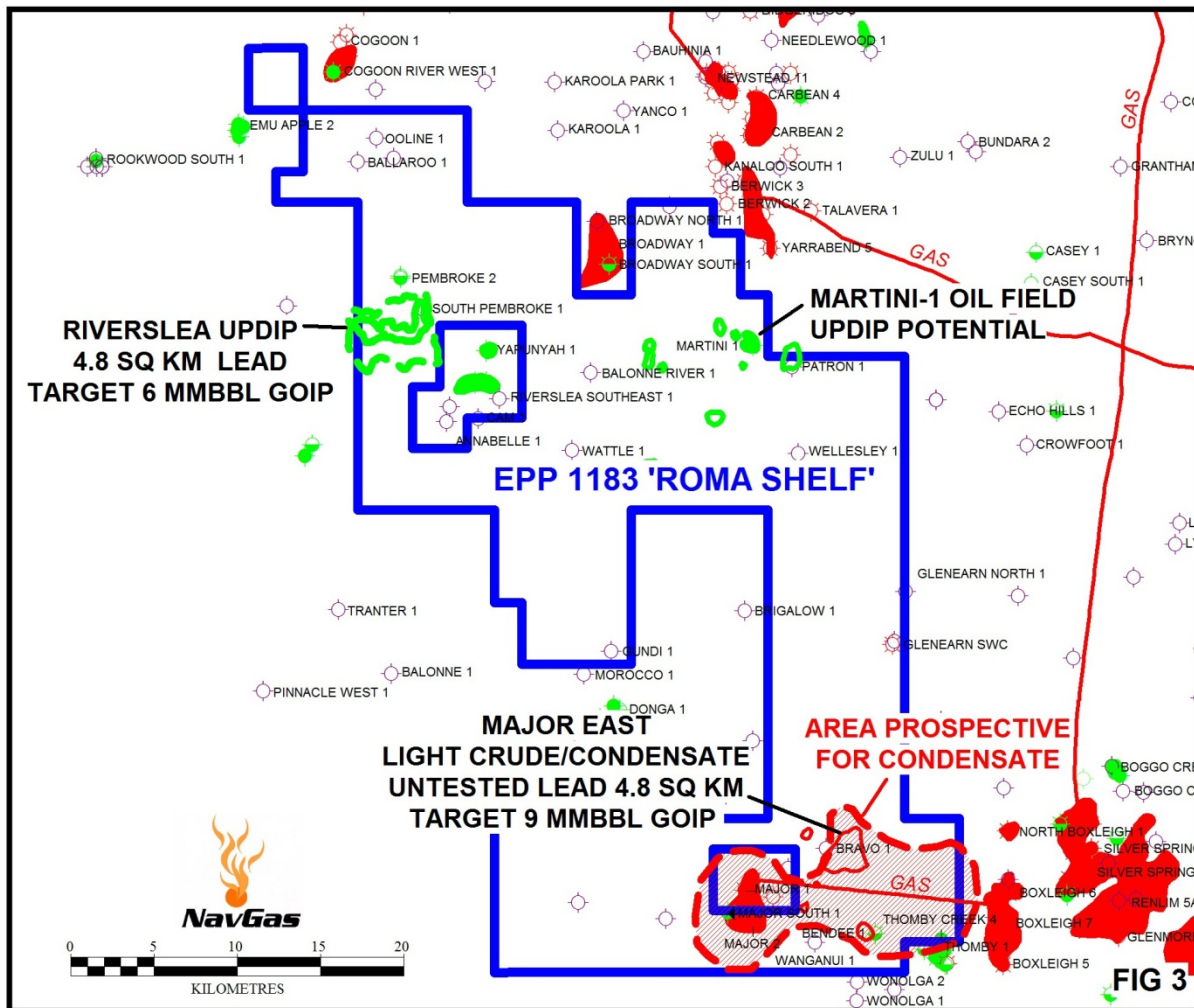 COGOON 1
COGOON RIVER WEST 1
BAUHINIA 1
NEEDLEWOOD 1
KAROOLA PARK 1
NEWSTEAD 11
CARBEAN 4
EMU APPLE 2
YANCO 1
KAROOLA 1
CARBEAN 2
OOLINE 1
ROOKWOOD SOUTH 1
BALLAROO 1
KANALOO SOUTH 1
ZULU 1
BUNDARA 2
GAS
BERWICK 3
BERWICK 2
TALAVERA 1
BROADWAY NORTH 1
BROADWAY 1
BROADWAY SOUTH 1
YARRABEND 5
GAS
CASEY 1
CASEY SOUTH 1
PEMBROKE 2
SOUTH PEMBROKE 1
RIVERSLEA UPDIP
4.8 SQ KM LEAD
TARGET 6 MMBBL GOIP
MARTINI-1 OIL FIELD
UPDIP POTENTIAL
MARTINI 1
YARUNYAH 1
BALONNE RIVER 1
PATRON 1
RIVERSLEA SOUTHEAST 1
ANNABELLE 1
ECHO HILLS 1
CROWFOOT 1
WATTLE 1
WELLESLEY 1
EPP 1183 'ROMA SHELF'
GLENEARN NORTH 1
TRANTER 1
BRIGALOW 1
GLENEARN SWC
GUNDI 1
MOROCCO 1
BALONNE 1
PINNACLE WEST 1
DONGA 1
MAJOR EAST
LIGHT CRUDE/CONDENSATE
UNTESTED LEAD 4.8 SQ KM
TARGET 9 MMBBL GOIP
AREA PROSPECTIVE
FOR CONDENSATE
BRAVO 1
NORTH BOXLEIGH 1
SILVER SPRING
SILVER SPRING
GAS
MAJOR 1
MAJOR SOUTH 1
MAJOR 2
BENDEE 1
WANGANUI 1
THOMBY CREEK 4
THOMBY 1
BOXLEIGH 6
BOXLEIGH 7
BOXLEIGH 5
RENLIM 5A
WONOLGA 2
WONOLGA 1
NavGas
0 5 10 15 20
KILOMETRES
FIG 3